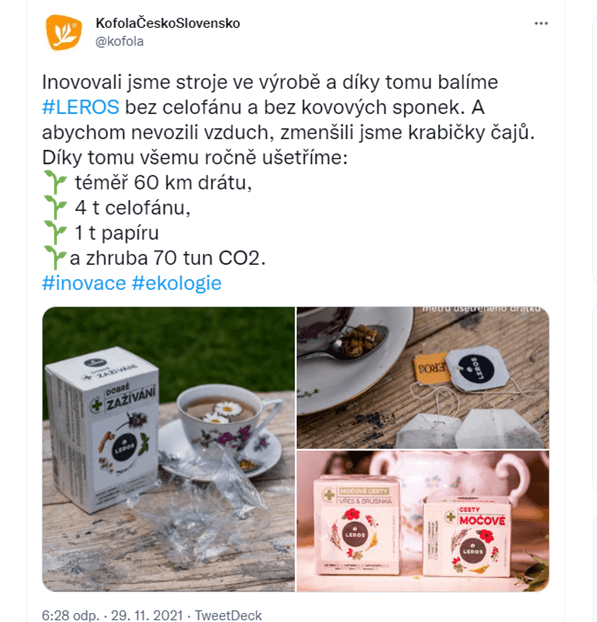 KofolaČeskoSlovensko
@kofola
Inovovali jsme stroje ve výrobě a díky tomu balíme
#LEROS bez celofánu a bez kovových sponek. A
abychom nevozili vzduch, zmenšili jsme krabičky čajů.
Díky tomu všemu ročně ušetříme:
téměř 60 km drátu,
4 t celofánu,
1 t papíru
a zhruba 70 tun CO2.
#inovace #ekologie
metrů ušetřeného drátku
DOBRÉ
ZAŽÍVÁNÍ
LEROS
LEROS
LEROS
MOČOVÉ CESTY
VŘES & BRUSINKA
LEROS
CESTY
MOČOVÉ
LEROS
6:28 odp. · 29. 11. 2021 · TweetDeck